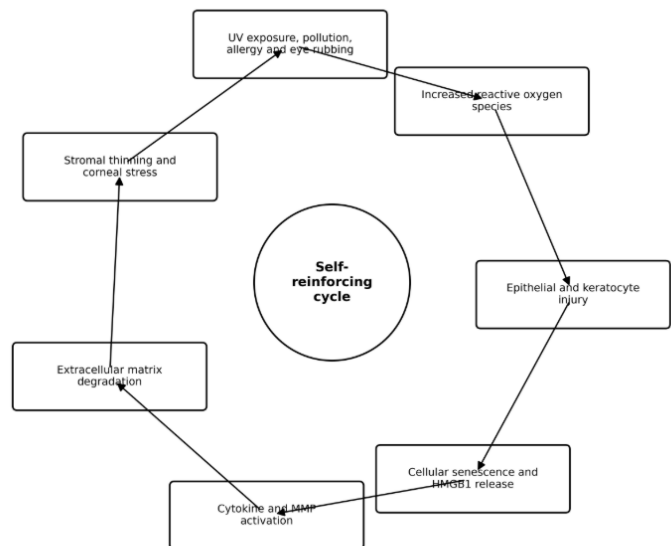 UV exposure, pollution,
allergy and eye rubbing
Increased reactive oxygen
species
Epithelial and keratocyte
injury
Cellular senescence and
HMGB1 release
Cytokine and MMP
activation
Extracellular matrix
degradation
Stromal thinning and
corneal stress
Self-
reinforcing
cycle